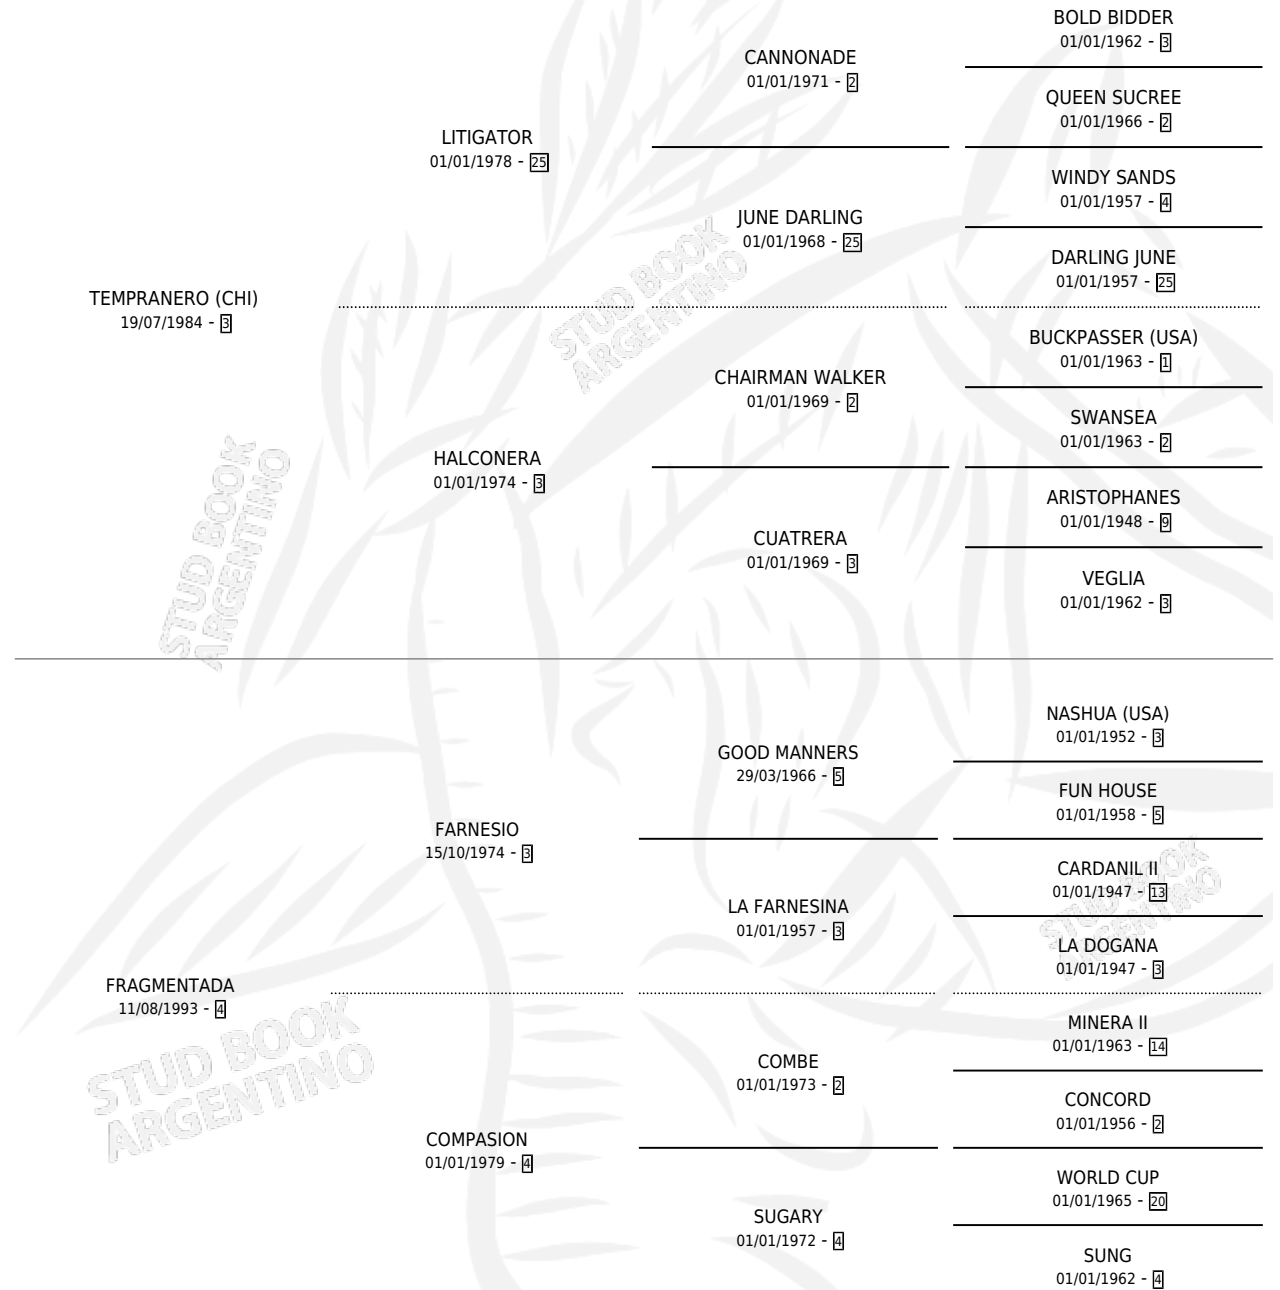 BOLD BIDDER
01/01/1962 - 3
CANNONADE
01/01/1971 - 2
QUEEN SUCREE
01/01/1966 - 2
LITIGATOR
01/01/1978 - 25
WINDY SANDS
01/01/1957 - 4
JUNE DARLING
01/01/1968 - 25
DARLING JUNE
01/01/1957 - 25
TEMPRANERO (CHI)
19/07/1984 - 3
BUCKPASSER (USA)
01/01/1963 - 1
CHAIRMAN WALKER
01/01/1969 - 2
SWANSEA
01/01/1963 - 2
HALCONERA
01/01/1974 - 3
ARISTOPHANES
01/01/1948 - 9
CUATRERA
01/01/1969 - 3
VEGLIA
01/01/1962 - 3
NASHUA (USA)
01/01/1952 - 3
GOOD MANNERS
29/03/1966 - 5
FUN HOUSE
01/01/1958 - 5
FARNESIO
15/10/1974 - 3
CARDANIL II
01/01/1947 - 13
LA FARNESINA
01/01/1957 - 3
LA DOGANA
01/01/1947 - 3
FRAGMENTADA
11/08/1993 - 4
MINERA II
01/01/1963 - 14
COMBE
01/01/1973 - 2
CONCORD
01/01/1956 - 2
COMPASION
01/01/1979 - 4
WORLD CUP
01/01/1965 - 20
SUGARY
01/01/1972 - 4
SUNG
01/01/1962 - 4
STUD BOOK
ARGENTINO
STUD BOOK
ARGENTINO
STUD BOOK
ARGENTINO
STUD BOOK
ARGENTINO